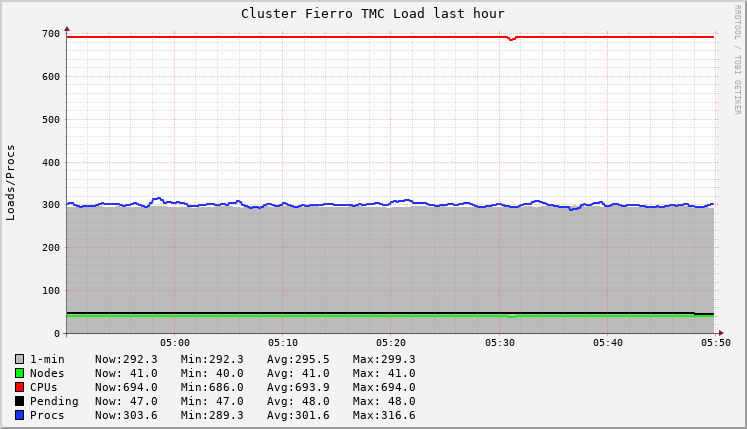 Cluster Fierro TMC Load last hour
RRDTOOL / TOBI OETIKER
Loads/Procs
700
600
500
400
300
200
100
0
05:00 05:10 05:20 05:30 05:40 05:50
1-min Now:292.3 Min:292.3 Avg:295.5 Max:299.3
Nodes Now: 41.0 Min: 40.0 Avg: 41.0 Max: 41.0
CPUs Now:694.0 Min:686.0 Avg:693.9 Max:694.0
Pending Now: 47.0 Min: 47.0 Avg: 48.0 Max: 48.0
Procs Now:303.6 Min:289.3 Avg:301.6 Max:316.6